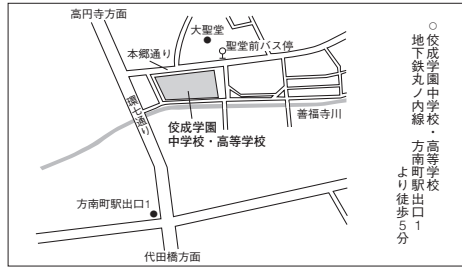 ○佼成学園中学校・高等学校
地下鉄丸ノ内線 方南町駅出口1
より徒歩5分
高円寺方面
大聖堂
聖堂前バス停
本郷通り
環七通り
善福寺川
佼成学園
中学校・高等学校
方南町駅出口1
代田橋方面